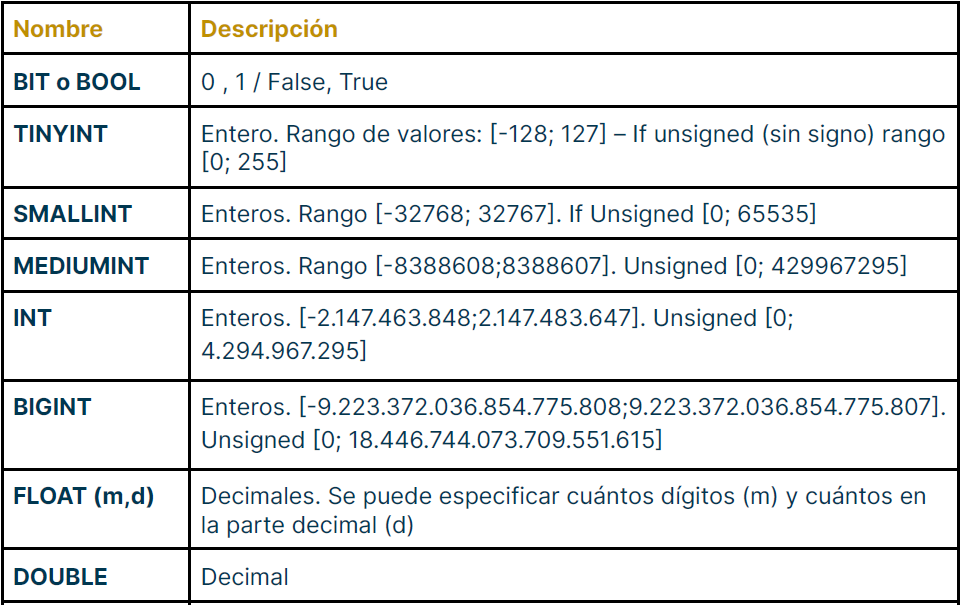 Nombre Descripción
BIT o BOOL 0 , 1 / False, True
TINYINT Entero. Rango de valores: [-128; 127] – If unsigned (sin signo) rango
[0; 255]
SMALLINT Enteros. Rango [-32768; 32767]. If Unsigned [0; 65535]
MEDIUMINT Enteros. Rango [-8388608;8388607]. Unsigned [0; 429967295]
INT Enteros. [-2.147.463.848;2.147.483.647]. Unsigned [0;
4.294.967.295]
BIGINT Enteros. [-9.223.372.036.854.775.808;9.223.372.036.854.775.807].
Unsigned [0; 18.446.744.073.709.551.615]
FLOAT (m,d) Decimales. Se puede especificar cuántos dígitos (m) y cuántos en
la parte decimal (d)
DOUBLE Decimal